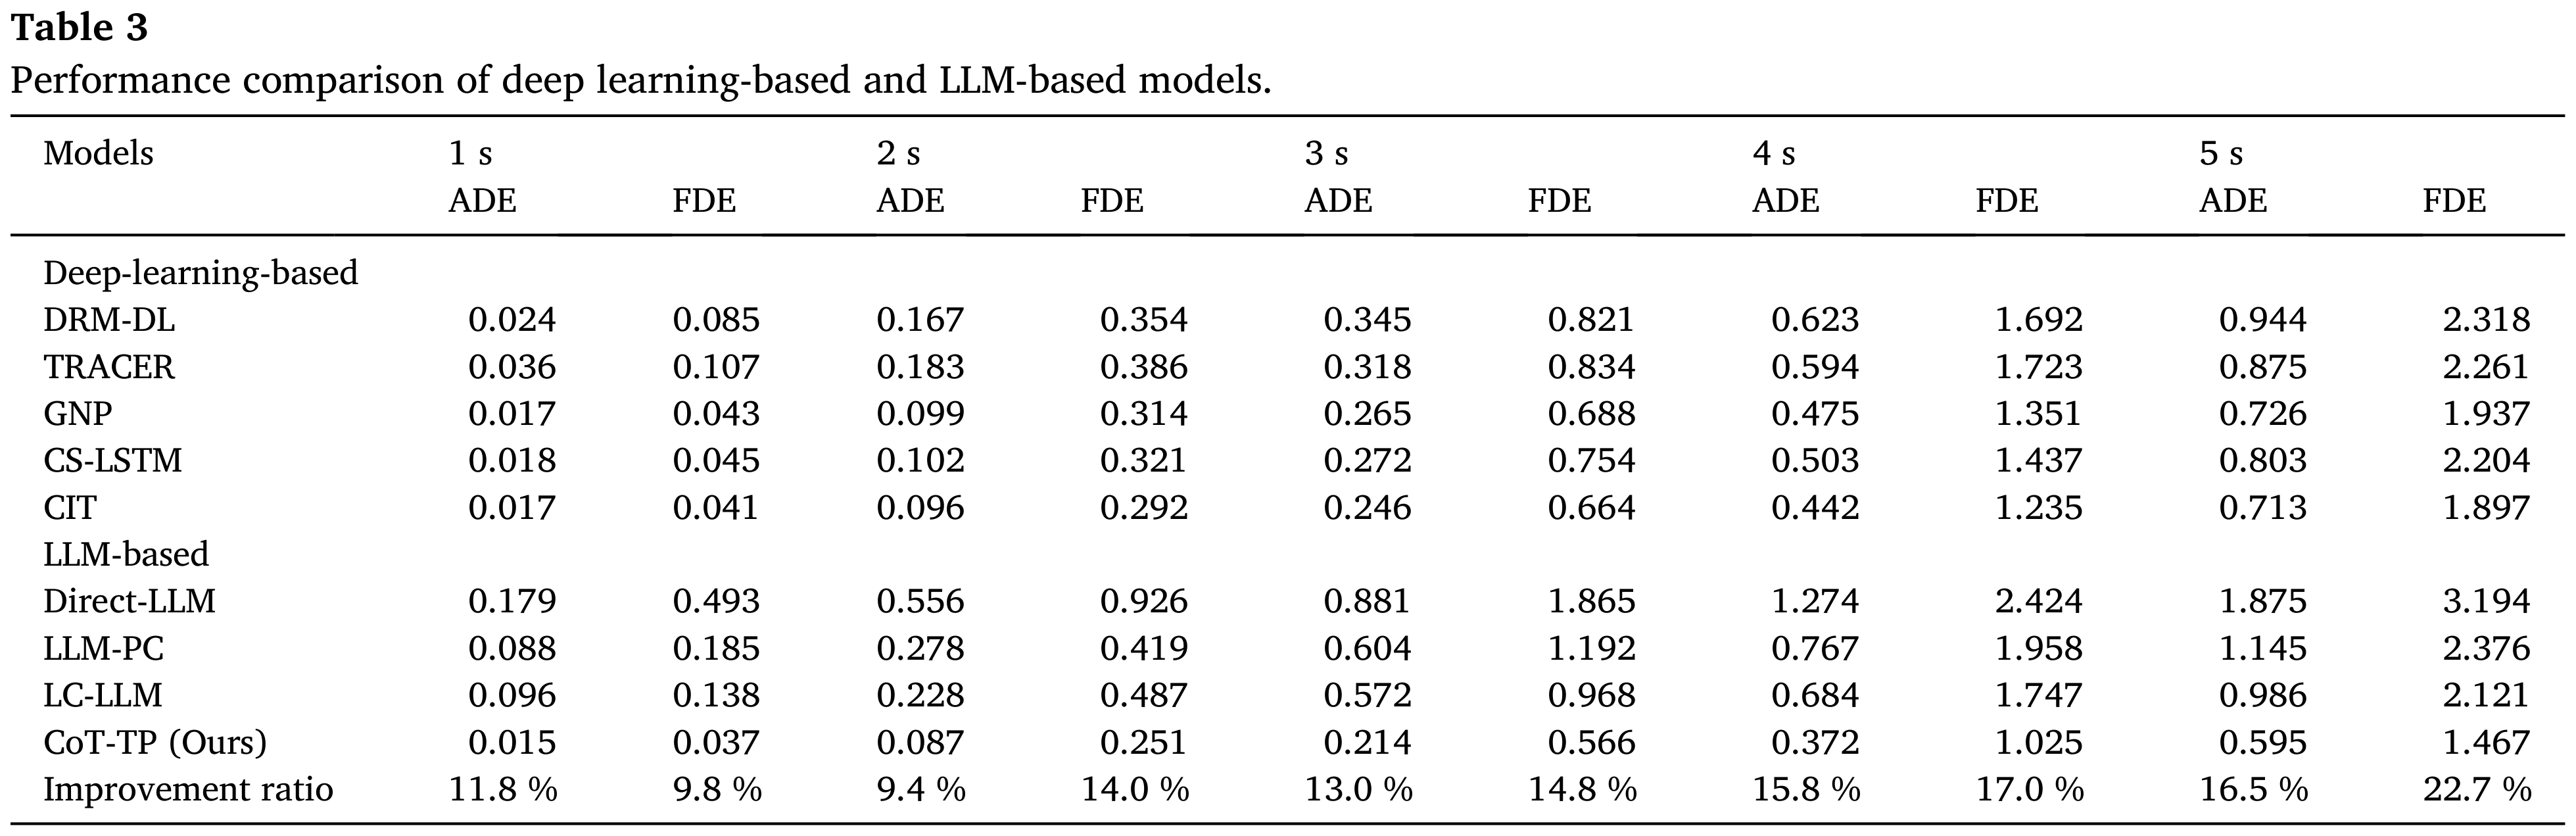 Table 3
Performance comparison of deep learning-based and LLM-based models.
Models 1 s 2 s 3 s 4 s 5 s
ADE FDE ADE FDE ADE FDE ADE FDE ADE FDE
Deep-learning-based
DRM-DL 0.024 0.085 0.167 0.354 0.345 0.821 0.623 1.692 0.944 2.318
TRACER 0.036 0.107 0.183 0.386 0.318 0.834 0.594 1.723 0.875 2.261
GNP 0.017 0.043 0.099 0.314 0.265 0.688 0.475 1.351 0.726 1.937
CS-LSTM 0.018 0.045 0.102 0.321 0.272 0.754 0.503 1.437 0.803 2.204
CIT 0.017 0.041 0.096 0.292 0.246 0.664 0.442 1.235 0.713 1.897
LLM-based
Direct-LLM 0.179 0.493 0.556 0.926 0.881 1.865 1.274 2.424 1.875 3.194
LLM-PC 0.088 0.185 0.278 0.419 0.604 1.192 0.767 1.958 1.145 2.376
LC-LLM 0.096 0.138 0.228 0.487 0.572 0.968 0.684 1.747 0.986 2.121
CoT-TP (Ours) 0.015 0.037 0.087 0.251 0.214 0.566 0.372 1.025 0.595 1.467
Improvement ratio 11.8 % 9.8 % 9.4 % 14.0 % 13.0 % 14.8 % 15.8 % 17.0 % 16.5 % 22.7 %